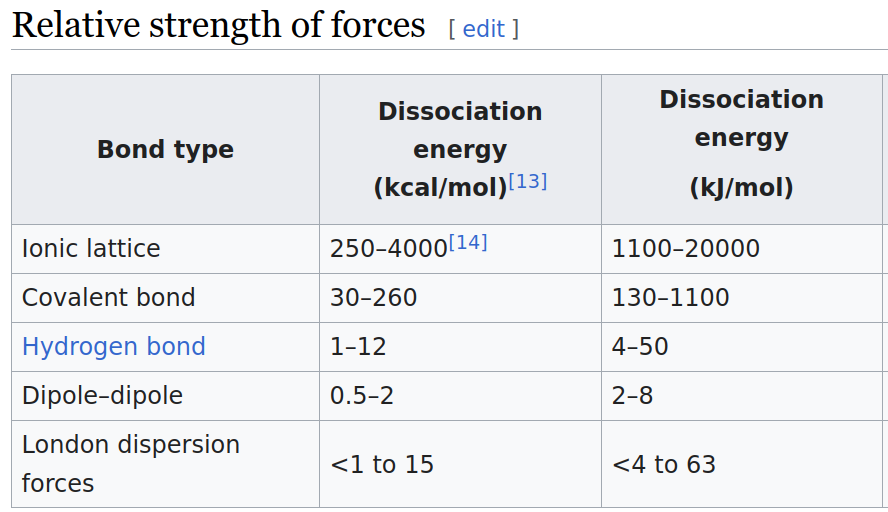 Relative strength of forces [ edit ]
Bond type
Dissociation
energy
(kcal/mol)[13]
Dissociation
energy
(kJ/mol)
Ionic lattice 250–4000[14] 1100–20000
Covalent bond 30–260 130–1100
Hydrogen bond 1–12 4–50
Dipole–dipole 0.5–2 2–8
London dispersion
forces
<1 to 15 <4 to 63